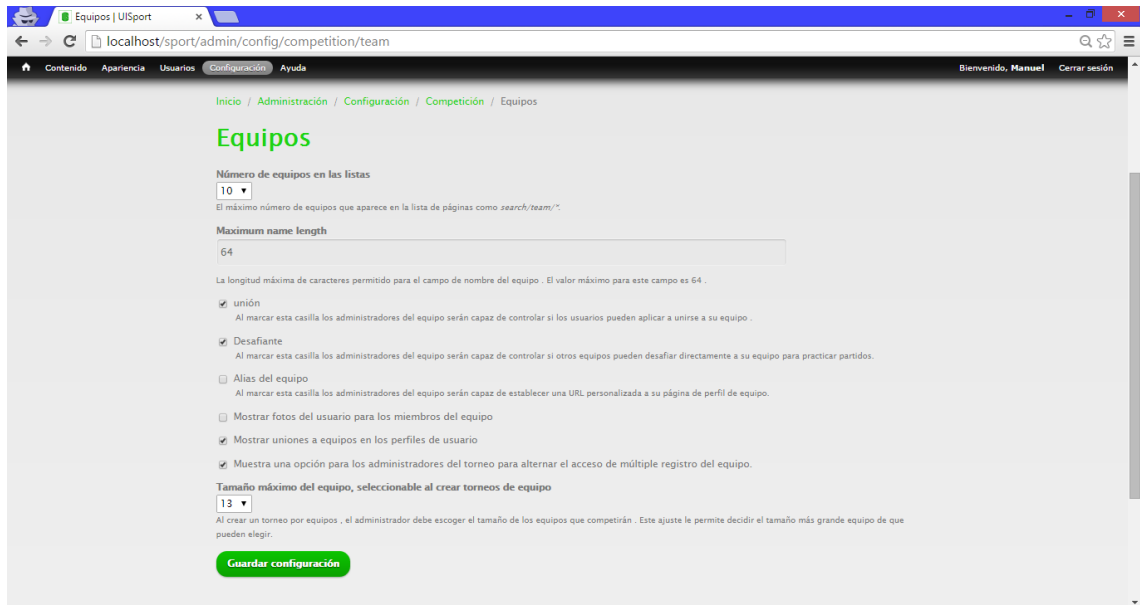 Equipos | UISport
localhost/sport/admin/config/competition/team
Contenido Apariencia Usuarios Configuración Ayuda Bienvenido, Manuel Cerrar sesión
Inicio / Administración / Configuración / Competición / Equipos
Equipos
Número de equipos en las listas
10
El máximo número de equipos que aparece en la lista de páginas como search/team/*.
Maximum name length
64
La longitud máxima de caracteres permitido para el campo de nombre del equipo . El valor máximo para este campo es 64 .
unión
Al marcar esta casilla los administradores del equipo serán capaz de controlar si los usuarios pueden aplicar a unirse a su equipo .
Desafiante
Al marcar esta casilla los administradores del equipo serán capaz de controlar si otros equipos pueden desafiar directamente a su equipo para practicar partidos.
Alias del equipo
Al marcar esta casilla los administradores del equipo serán capaz de establecer una URL personalizada a su página de perfil de equipo.
Mostrar fotos del usuario para los miembros del equipo
Mostrar uniones a equipos en los perfiles de usuario
Muestra una opción para los administradores del torneo para alternar el acceso de múltiple registro del equipo.
Tamaño máximo del equipo, seleccionable al crear torneos de equipo
13
Al crear un torneo por equipos , el administrador debe escoger el tamaño de los equipos que competirán . Este ajuste le permite decidir el tamaño más grande equipo de que
pueden elegir.
Guardar configuración